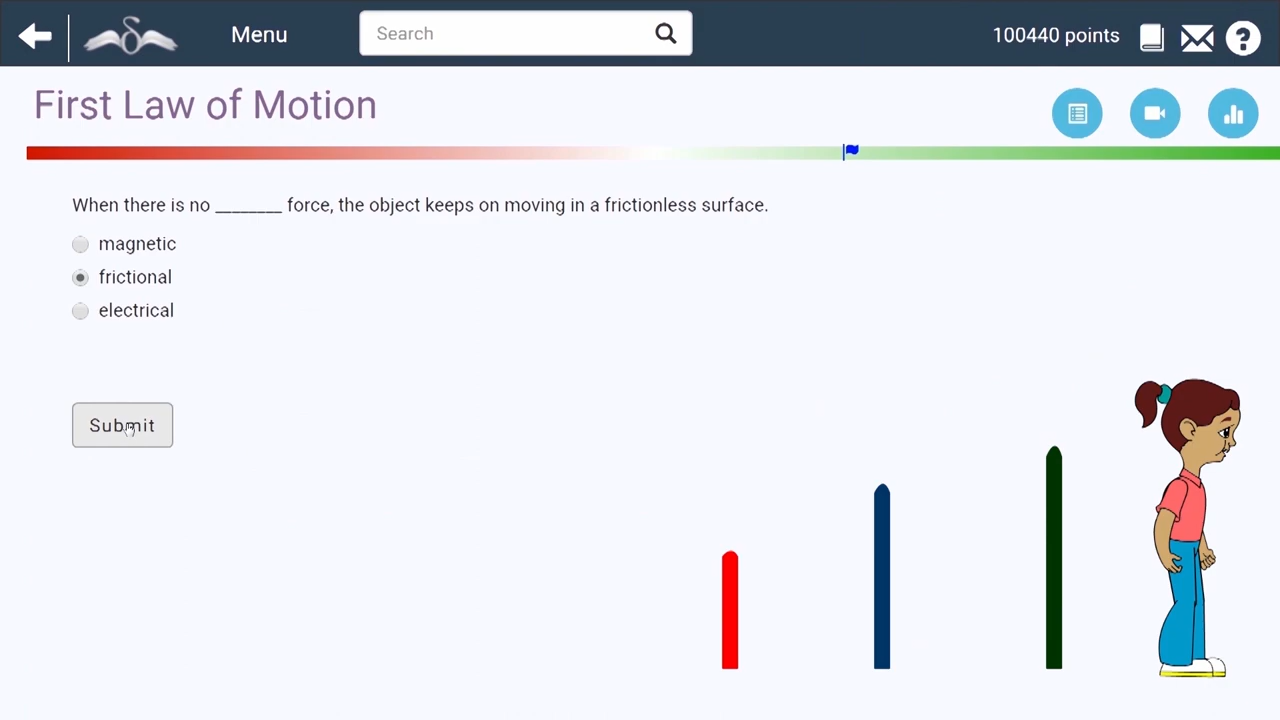 Menu
Search
100440 points
First Law of Motion
When there is no ________ force, the object keeps on moving in a frictionless surface.
magnetic
frictional
electrical
Submit